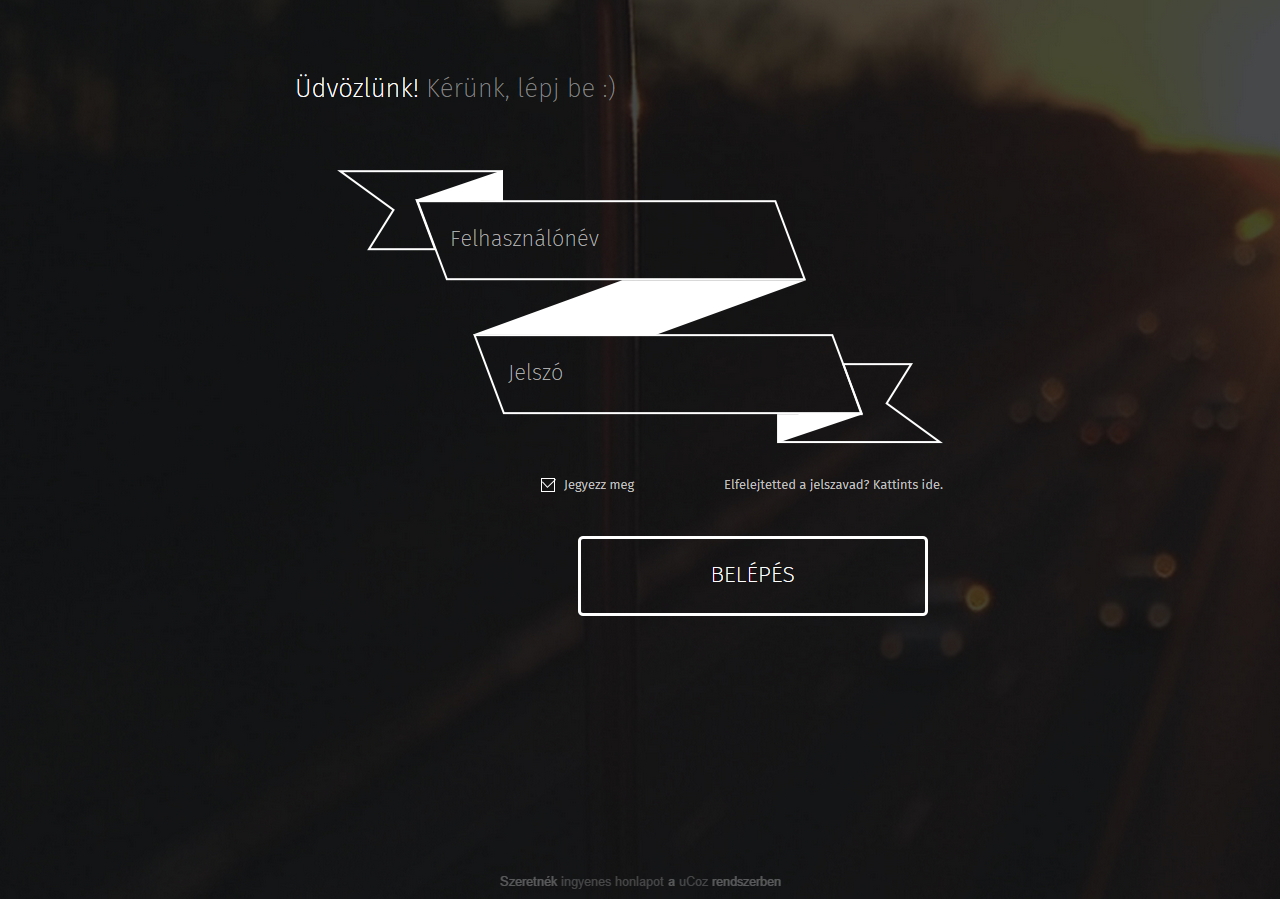 Üdvözlünk! Kérünk, lépj be :)
Felhasználónév
Jelszó
Jegyezz meg
Elfelejtetted a jelszavad? Kattints ide.
BELÉPÉS
Szeretnék ingyenes honlapot a uCoz rendszerben